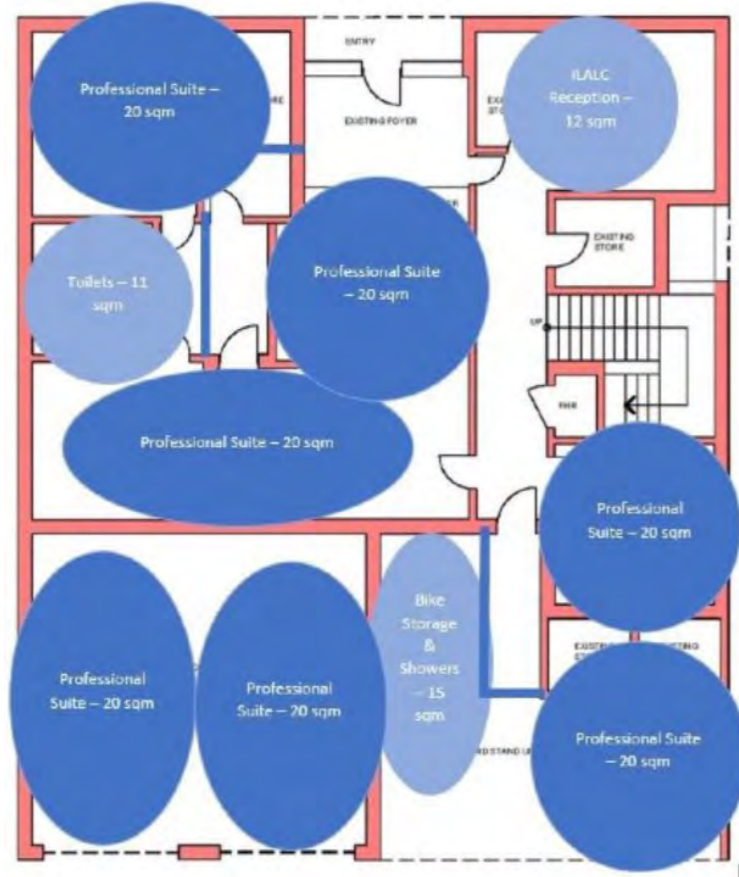 ENTRY
Professional Suite –
20 sqm
ILALC
Reception –
12 sqm
EXISTING FOYER
EXISTING
STORE
Toilets – 11
sqm
Professional Suite
– 20 sqm
UP
Professional Suite – 20 sqm
Professional
Suite – 20 sqm
Bike
Storage
&
Showers
– 15
sqm
Professional
Suite – 20 sqm
Professional
Suite – 20 sqm
Professional Suite
– 20 sqm